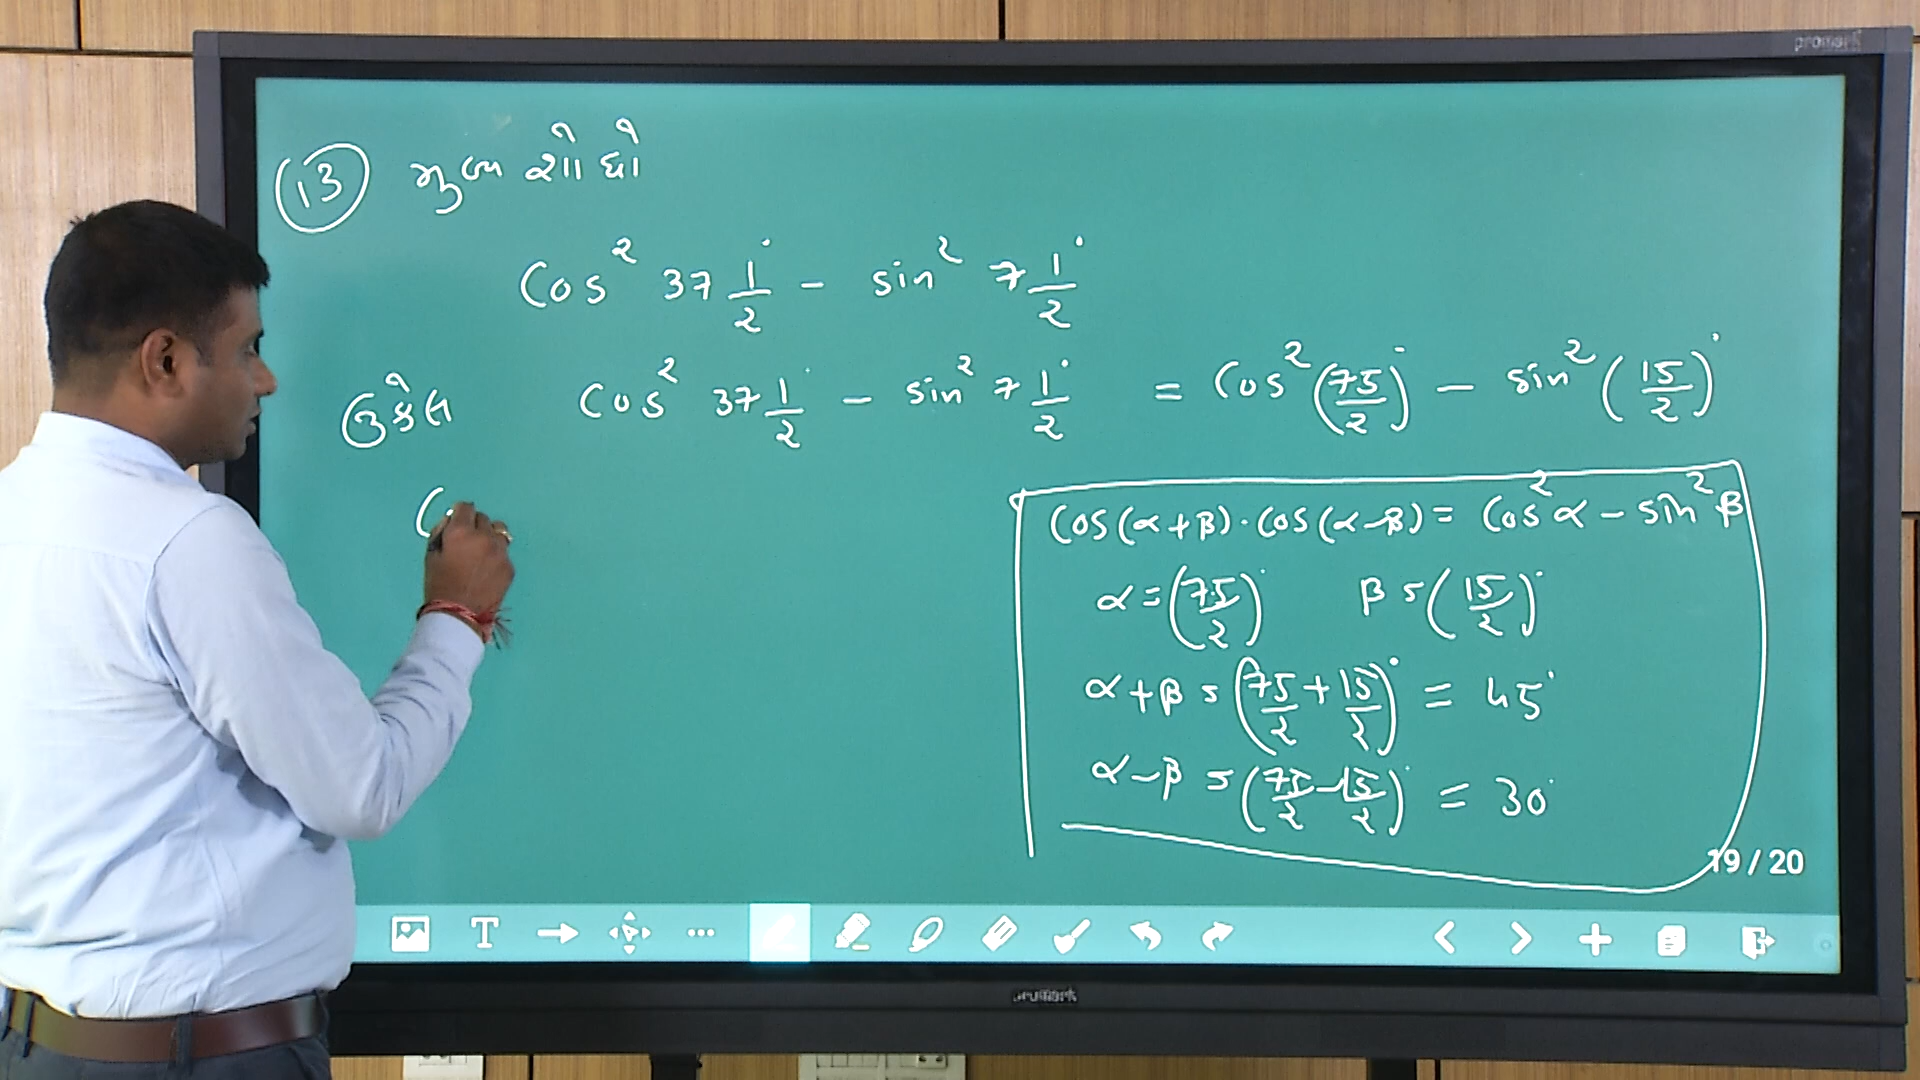 promark
(13) મુલ્ય શોધો
Cos² 37 1/2° - sin² 7 1/2°
ઉકેલ Cos² 37 1/2° - sin² 7 1/2° = Cos² (75/2)° - sin² (15/2)°
Cos(α+β)·Cos(α-β) = Cos²α - sin²β
α = (75/2)° β = (15/2)°
α+β = (75/2 + 15/2)° = 45°
α-β = (75/2 - 15/2)° = 30°
19 / 20
T
promark